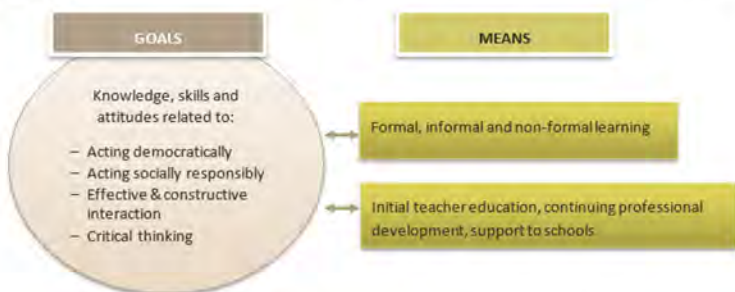 GOALS
MEANS
Knowledge, skills and
attitudes related to:
– Acting democratically
– Acting socially responsibly
– Effective & constructive
interaction
– Critical thinking
Formal, informal and non-formal learning
Initial teacher education, continuing professional
development, support to schools